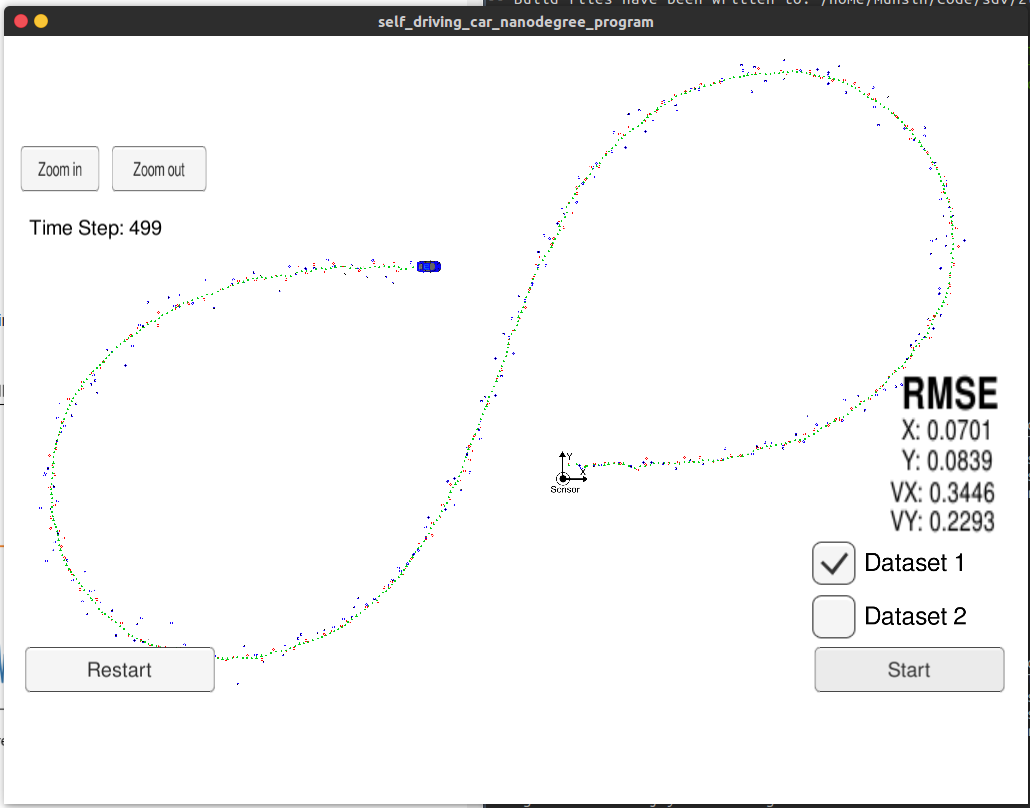 self_driving_car_nanodegree_program
Zoom in
Zoom out
Time Step: 499
RMSE
X: 0.0701
Y: 0.0839
VX: 0.3446
VY: 0.2293
Y
X
Sensor
Dataset 1
Dataset 2
Restart
Start